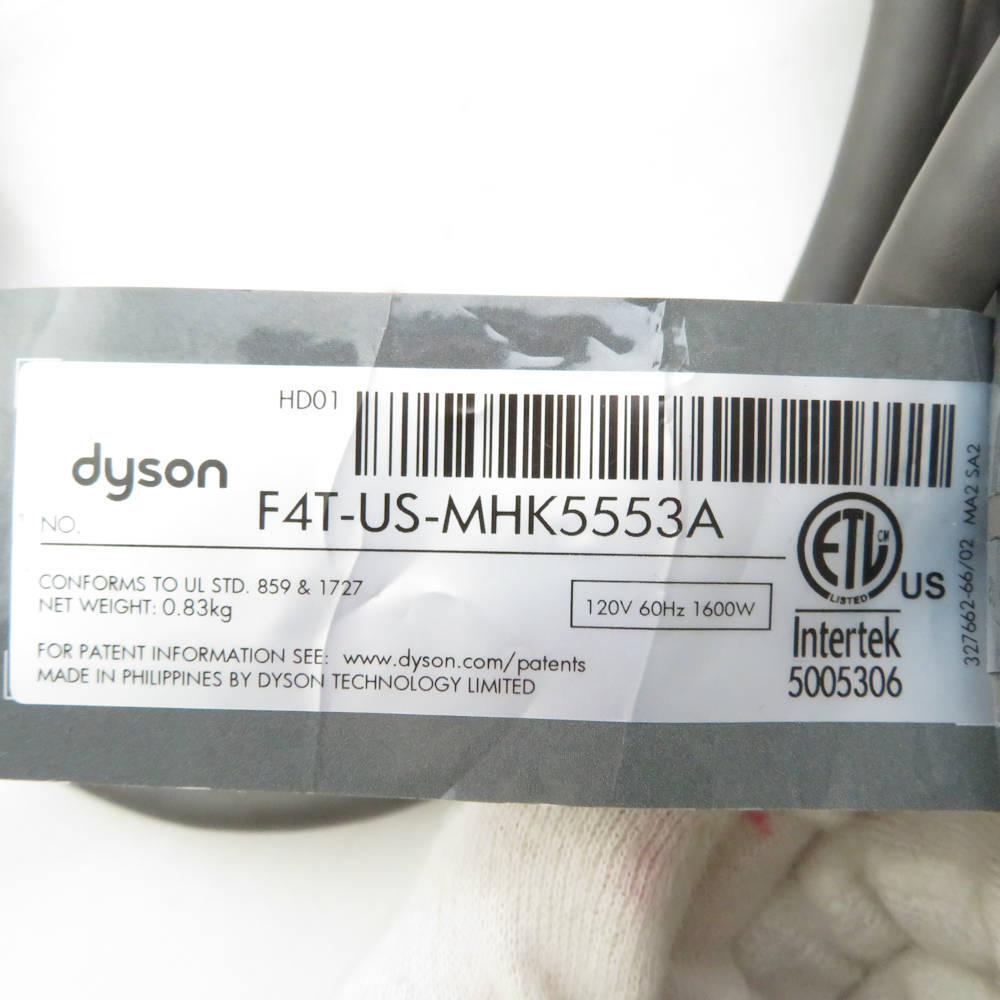 HD01
dyson
NO. F4T-US-MHK5553A
CONFORMS TO UL STD. 859 & 1727
NET WEIGHT: 0.83kg
120V 60Hz 1600W
FOR PATENT INFORMATION SEE: www.dyson.com/patents
MADE IN PHILIPPINES BY DYSON TECHNOLOGY LIMITED
ETL CM
LISTED
US
Intertek
5005306
327662-66/02 MA2 SA2